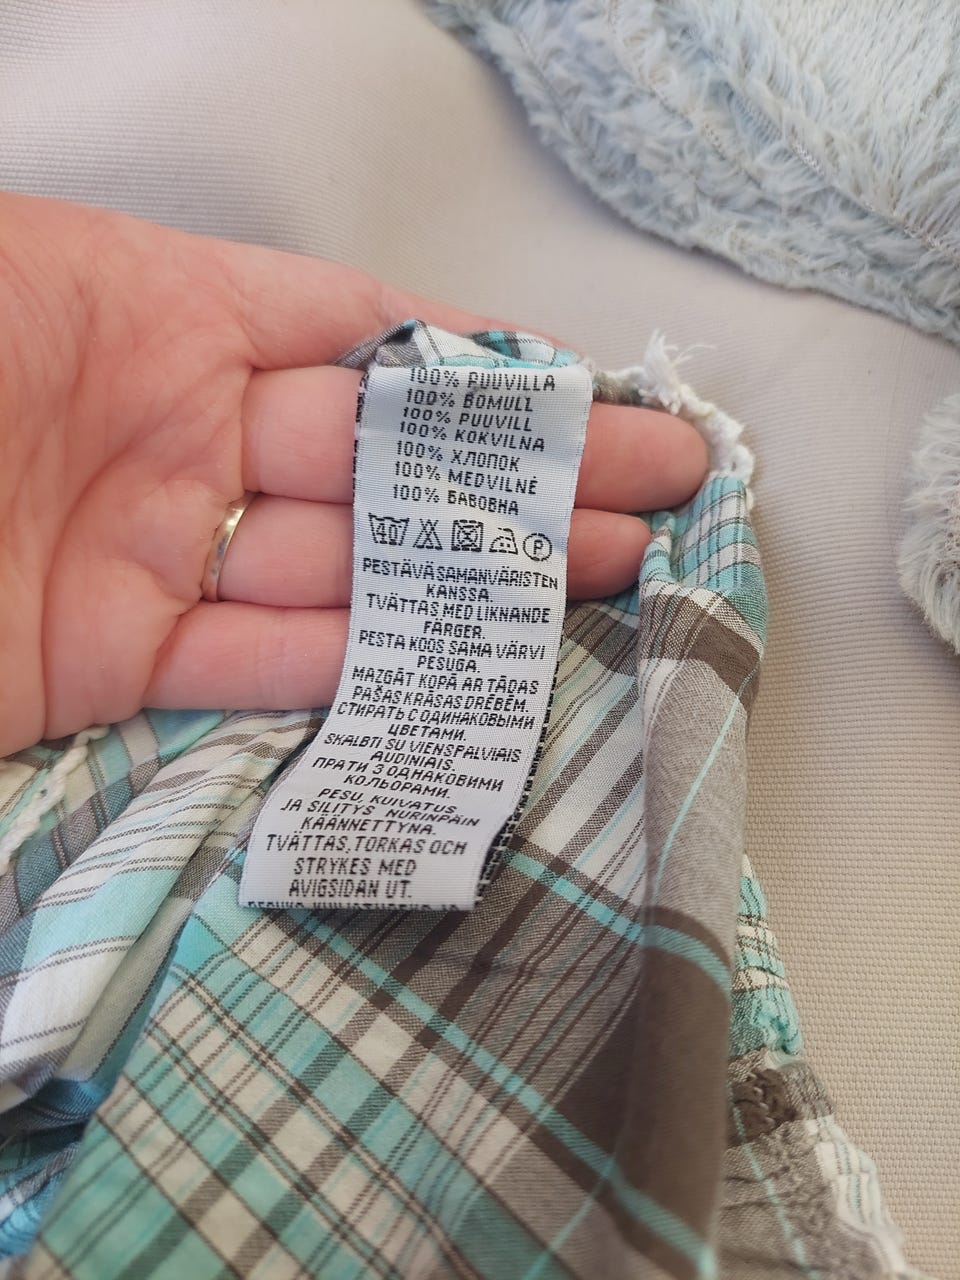 100% PUUVILLA
100% BOMULL
100% PUUVILL
100% KOKVILNA
100% ХЛОПОК
100% MEDVILNĖ
100% БАВОВНА
40 P
PESTÄVÄ SAMANVÄRISTEN
KANSSA.
TVÄTTAS MED LIKNANDE
FÄRGER.
PESTA KOOS SAMA VÄRVI
PESUGA.
MAZGĀT KOPĀ AR TĀDAS
PAŠAS KRĀSAS DRĒBĒM.
СТИРАТЬ С ОДИНАКОВЫМИ
ЦВЕТАМИ.
SKALBTI SU VIENSPALVIAIS
AUDINIAIS.
ПРАТИ З ОДНАКОВИМИ
КОЛЬОРАМИ.
PESU, KUIVATUS
JA SILITYS NURINPÄIN
KÄÄNNETTYNÄ.
TVÄTTAS, TORKAS OCH
STRYKES MED
AVIGSIDAN UT.